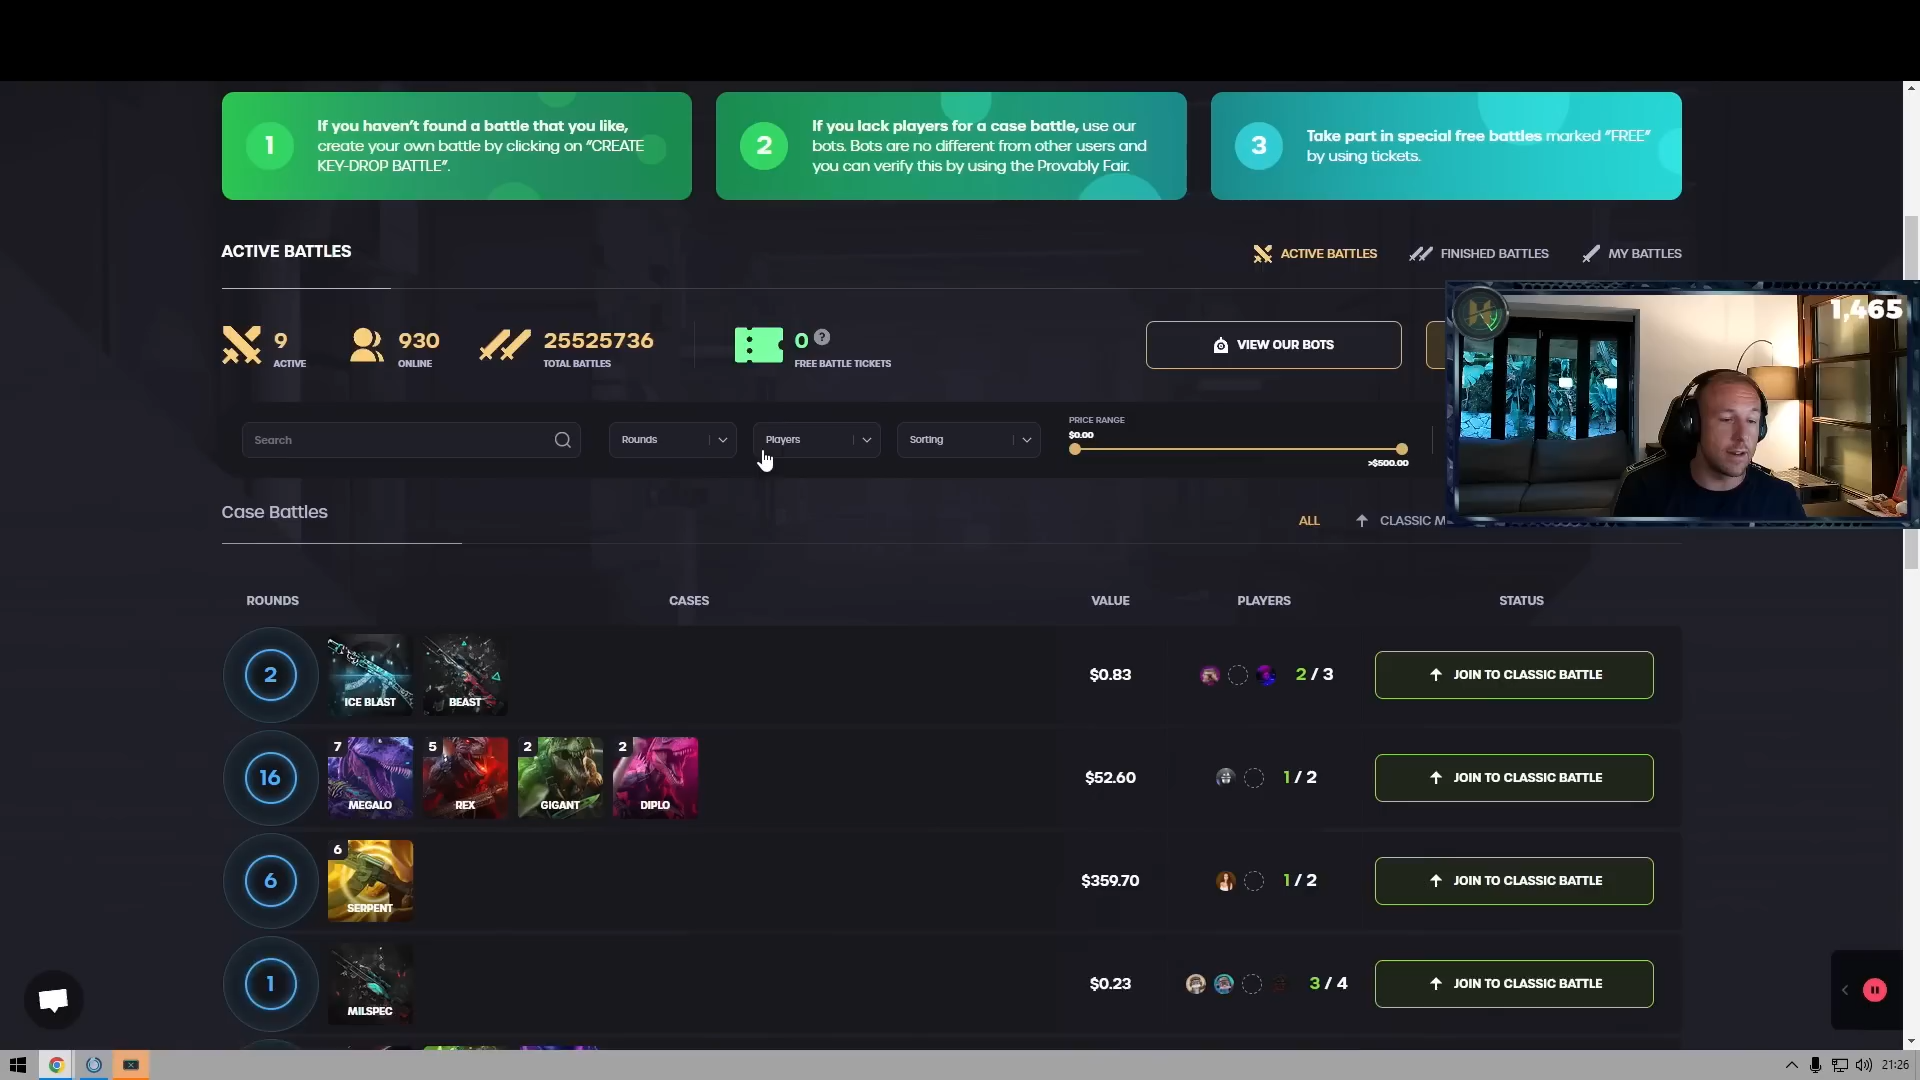 1
If you haven't found a battle that you like,
create your own battle by clicking on "CREATE
KEY-DROP BATTLE".
2
If you lack players for a case battle, use our
bots. Bots are no different from other users and
you can verify this by using the Provably Fair.
3
Take part in special free battles marked "FREE"
by using tickets.
ACTIVE BATTLES
ACTIVE BATTLES
FINISHED BATTLES
MY BATTLES
1,465
9
ACTIVE
930
ONLINE
25525736
TOTAL BATTLES
0 ?
FREE BATTLE TICKETS
VIEW OUR BOTS
Search
Rounds
Players
Sorting
PRICE RANGE
$0.00
>$500.00
Case Battles
ALL
CLASSIC M
ROUNDS CASES VALUE PLAYERS STATUS
2
ICE BLAST
BEAST
$0.83
2 / 3
JOIN TO CLASSIC BATTLE
16
7
MEGALO
5
REX
2
GIGANT
2
DIPLO
$52.60
1 / 2
JOIN TO CLASSIC BATTLE
6
6
SERPENT
$359.70
1 / 2
JOIN TO CLASSIC BATTLE
1
MILSPEC
$0.23
3 / 4
JOIN TO CLASSIC BATTLE
21:26